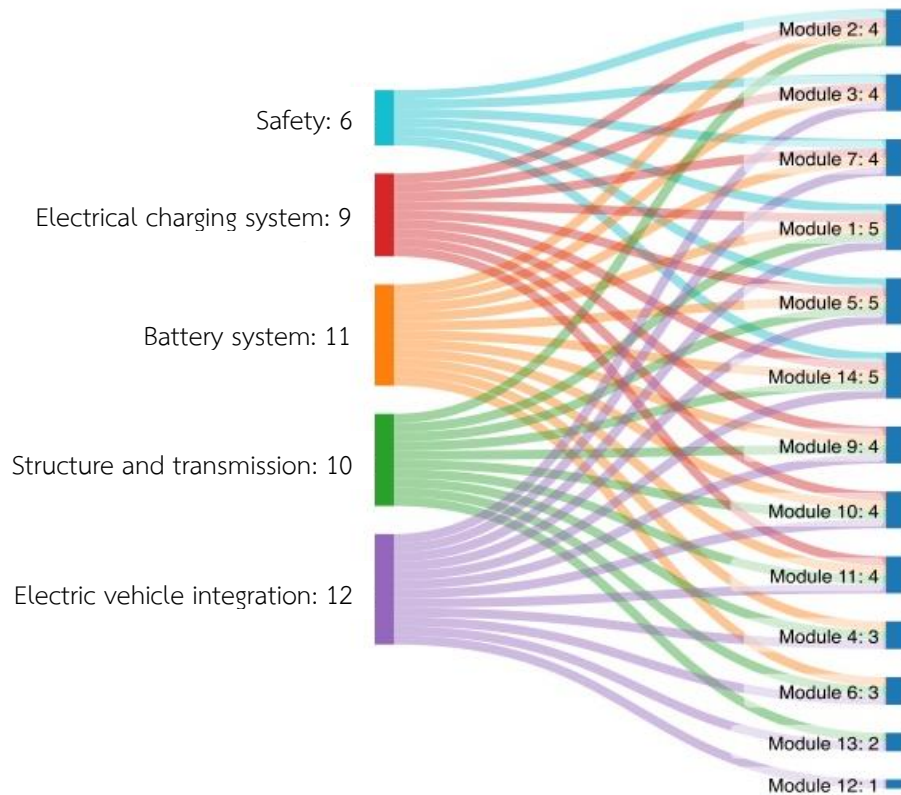 Safety: 6
Electrical charging system: 9
Battery system: 11
Structure and transmission: 10
Electric vehicle integration: 12
Module 2: 4
Module 3: 4
Module 7: 4
Module 1: 5
Module 5: 5
Module 14: 5
Module 9: 4
Module 10: 4
Module 11: 4
Module 4: 3
Module 6: 3
Module 13: 2
Module 12: 1